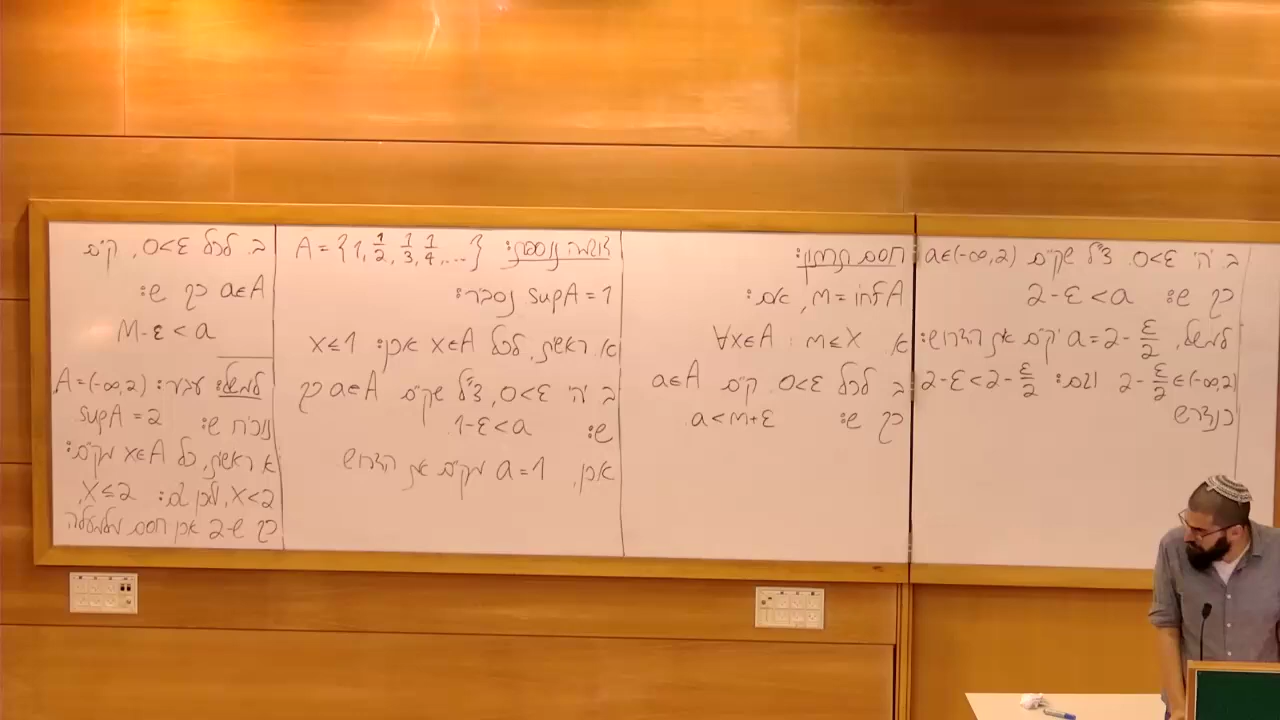 ב. יהי 0<ε. צ"ל שקיים a∈(-∞,2)
כך ש: 2-ε<a
למשל, a=2-ε/2 יקיים את הדרוש:
2-ε/2∈(-∞,2) וגם: 2-ε<2-ε/2
כנדרש
חסם תחתון:
m=infA, אם:
א. ∀x∈A: m≤x
ב. לכל 0<ε, קיים a∈A
כך ש: a<m+ε
דוגמה נוספת: A={1,1/2,1/3,1/4,...}
supA=1. נסביר:
א. ראשית, לכל x∈A אכן: x≤1
ב. יהי 0<ε, צ"ל שקיים a∈A כך
ש: 1-ε<a
אכן, a=1 מקיים את הדרוש
ב. לכל 0<ε, קיים
a∈A כך ש:
M-ε<a
למשל: עבור: A=(-∞,2)
נוכיח ש: supA=2
א. ראשית, כל x∈A מקיים:
x<2, ולכן גם: x≤2,
כך ש-2 אכן חסם מלמעלה